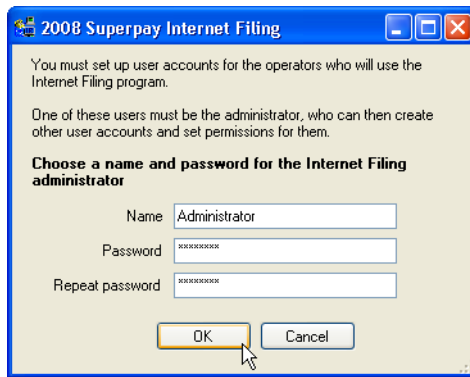 2008 Superpay Internet Filing
You must set up user accounts for the operators who will use the
Internet Filing program.
One of these users must be the administrator, who can then create
other user accounts and set permissions for them.
Choose a name and password for the Internet Filing
administrator
Name Administrator
Password ********
Repeat password ********
OK Cancel